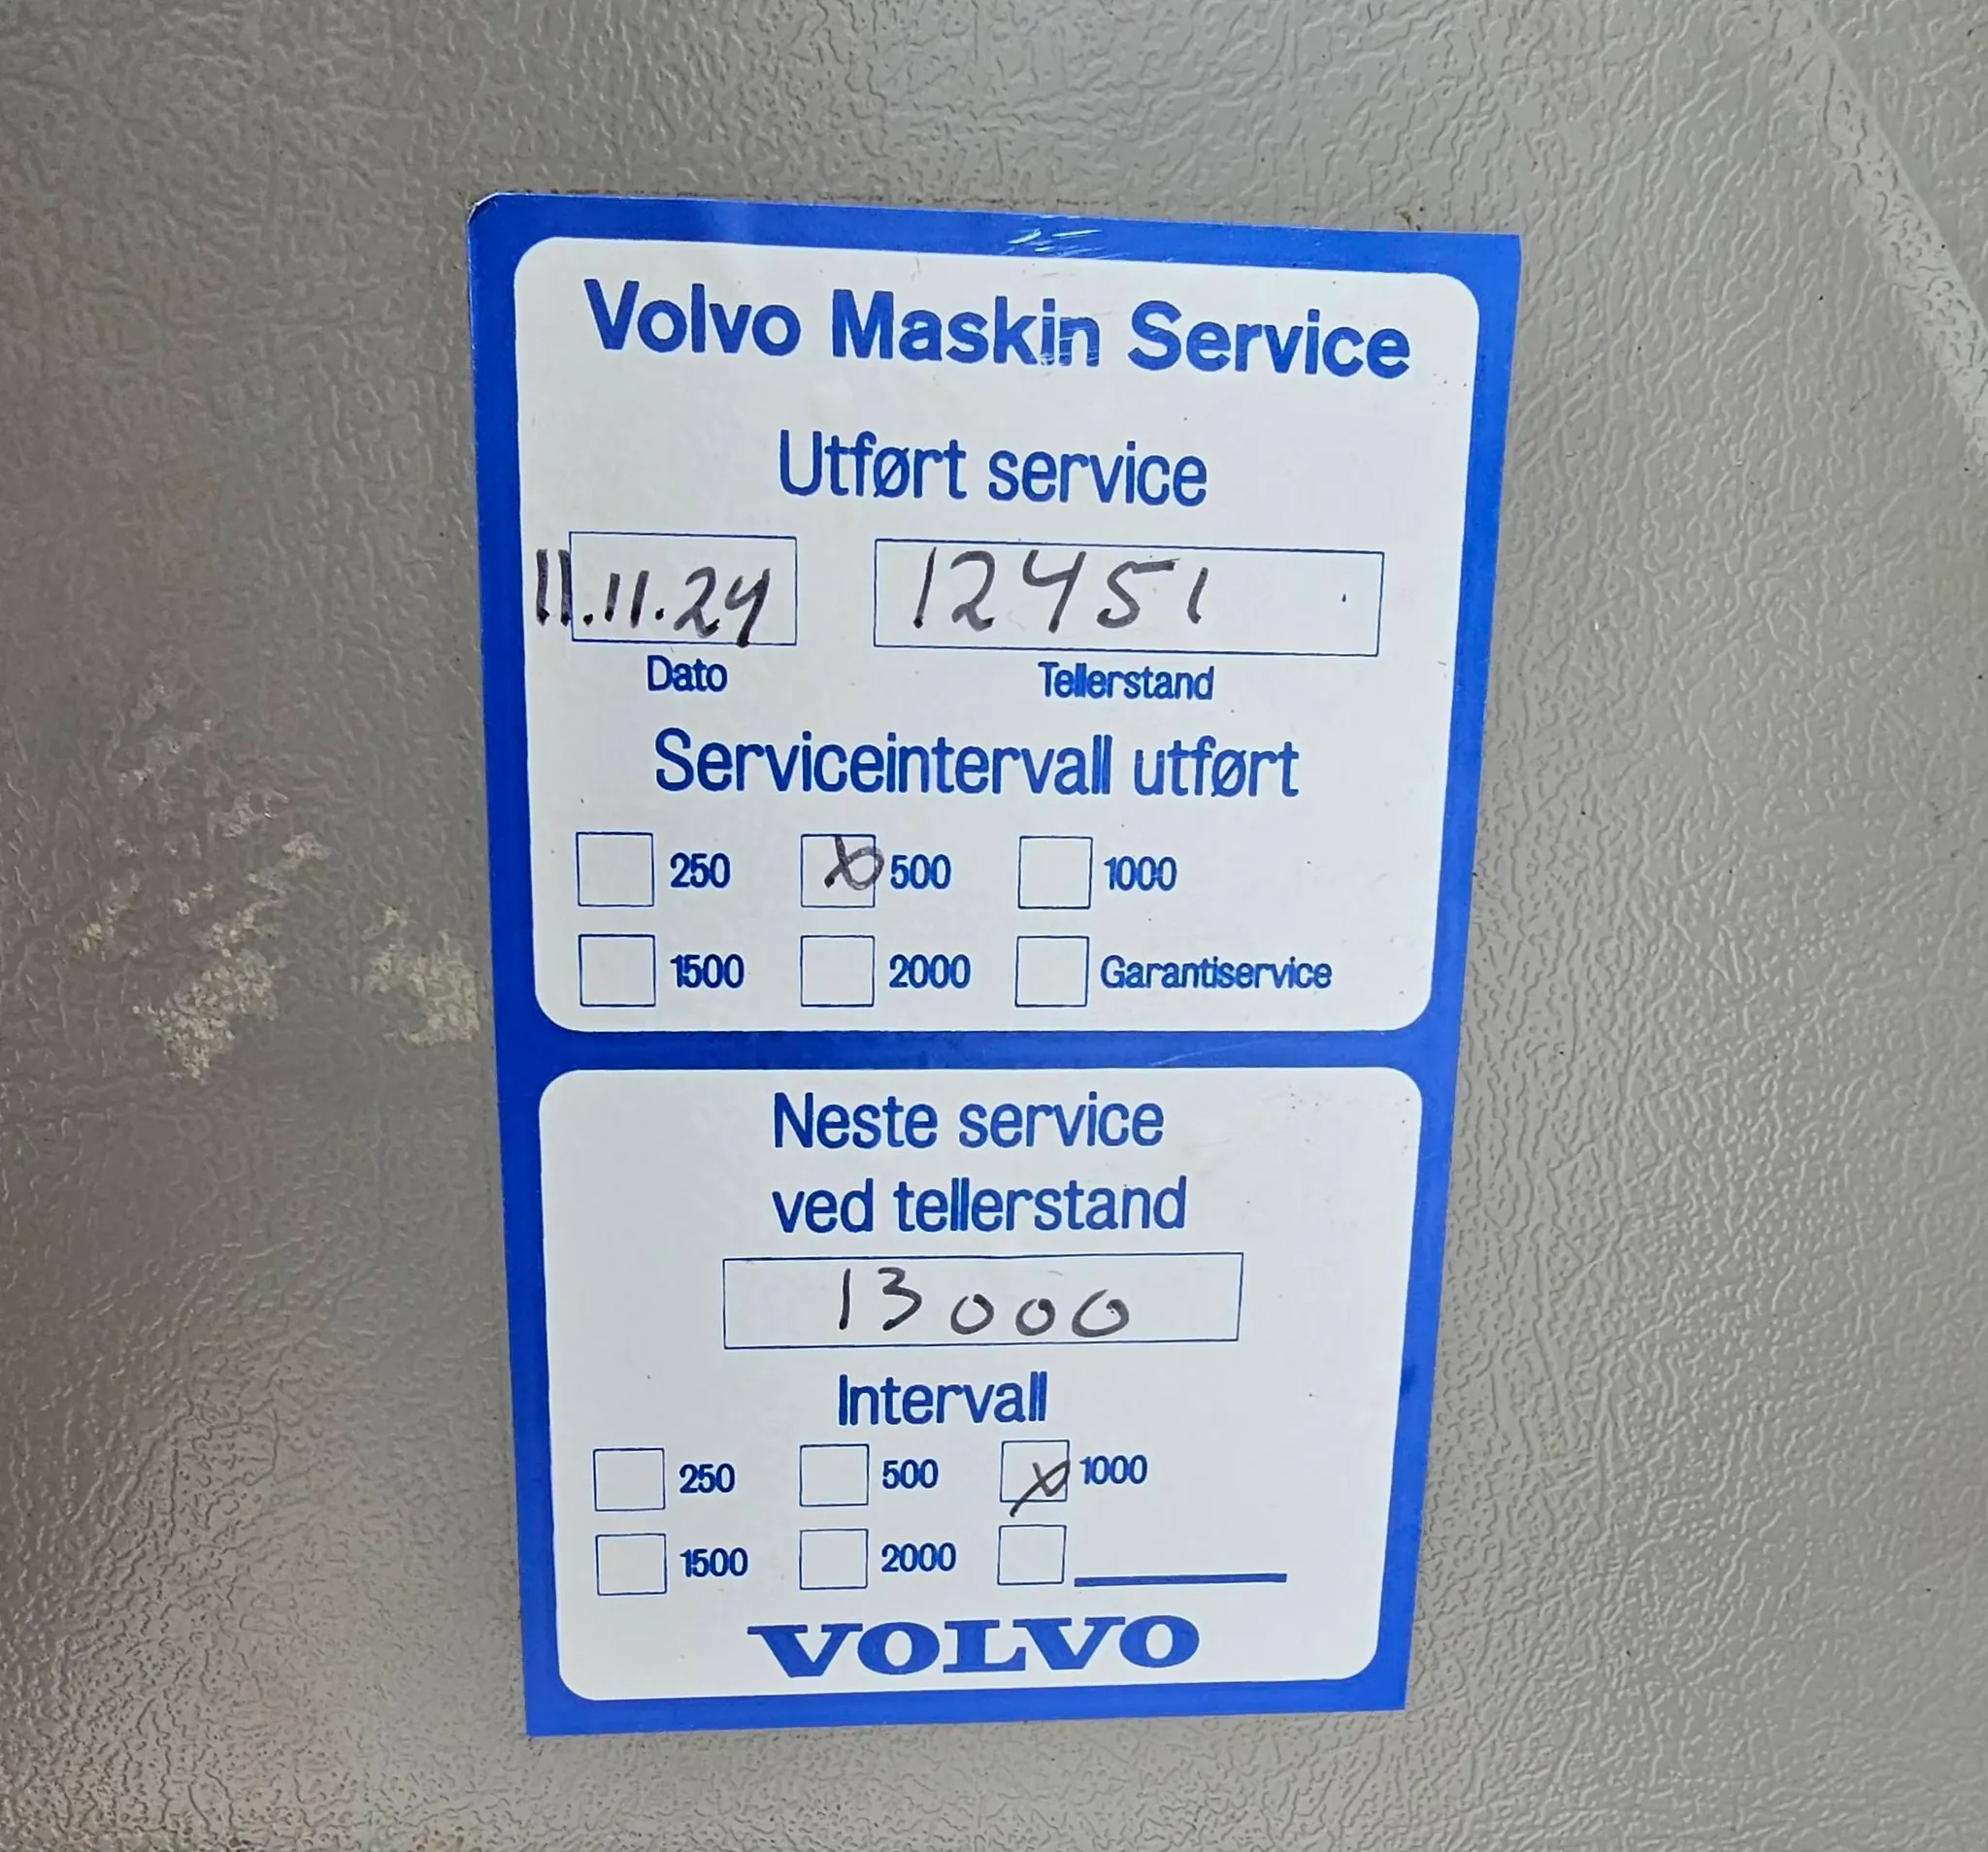 Volvo Maskin Service
Utført service
11.11.24 12451
Dato Tellerstand
Serviceintervall utført
250 500 1000
1500 2000 Garantiservice
Neste service
ved tellerstand
13000
Intervall
250 500 1000
1500 2000
VOLVO